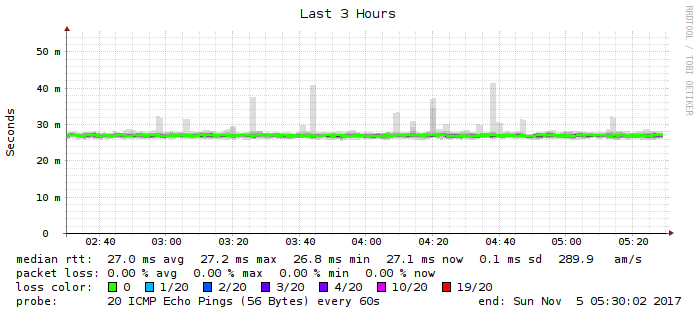 Last 3 Hours
RRDTOOL / TOBI OETIKER
Seconds
50 m
40 m
30 m
20 m
10 m
0
02:40 03:00 03:20 03:40 04:00 04:20 04:40 05:00 05:20
median rtt: 27.0 ms avg 27.2 ms max 26.8 ms min 27.1 ms now 0.1 ms sd 289.9 am/s
packet loss: 0.00 % avg 0.00 % max 0.00 % min 0.00 % now
loss color: 0 1/20 2/20 3/20 4/20 10/20 19/20
probe: 20 ICMP Echo Pings (56 Bytes) every 60s end: Sun Nov 5 05:30:02 2017